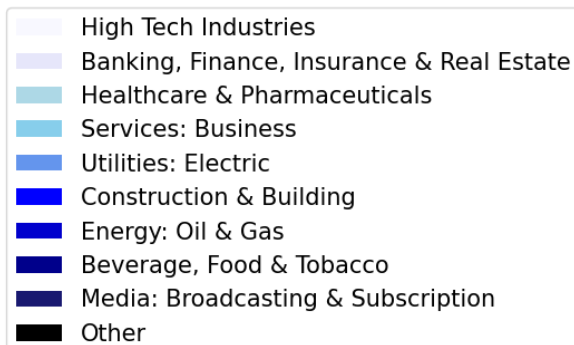 High Tech Industries
Banking, Finance, Insurance & Real Estate
Healthcare & Pharmaceuticals
Services: Business
Utilities: Electric
Construction & Building
Energy: Oil & Gas
Beverage, Food & Tobacco
Media: Broadcasting & Subscription
Other